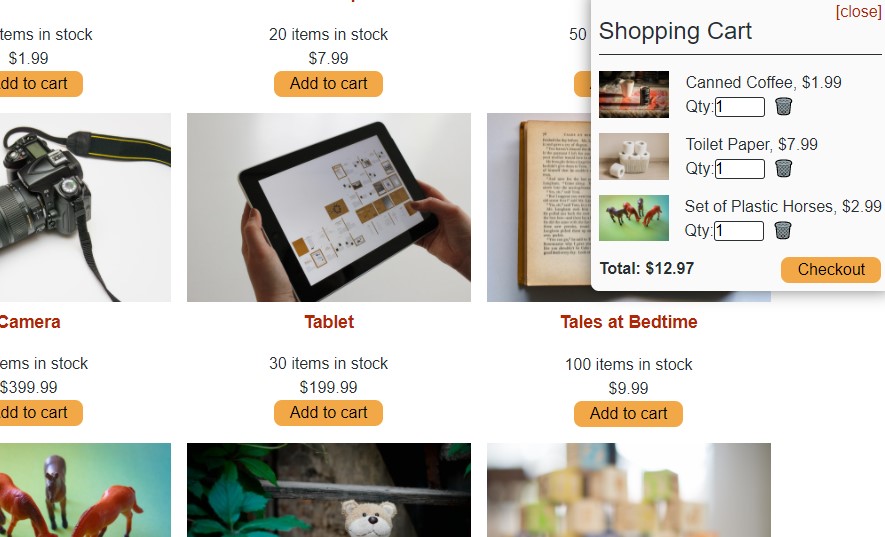 [close]
Shopping Cart
Canned Coffee, $1.99
Qty: 1
Toilet Paper, $7.99
Qty: 1
Set of Plastic Horses, $2.99
Qty: 1
Total: $12.97
Checkout
tems in stock
$1.99
dd to cart
20 items in stock
$7.99
Add to cart
50
Camera
ems in stock
$399.99
dd to cart
Tablet
30 items in stock
$199.99
Add to cart
Tales at Bedtime
100 items in stock
$9.99
Add to cart